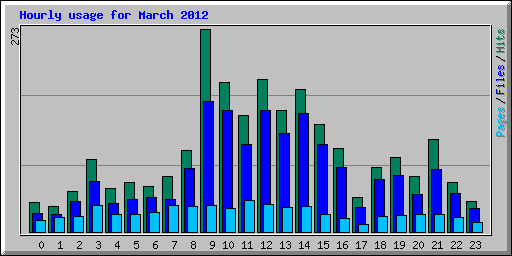 Hourly usage for March 2012
273
Pages / Files / Hits
0 1 2 3 4 5 6 7 8 9 10 11 12 13 14 15 16 17 18 19 20 21 22 23